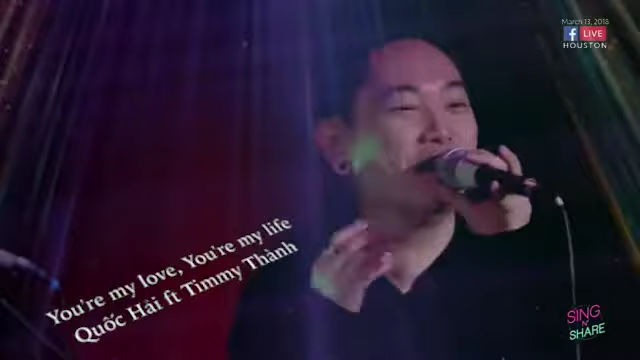 March 13, 2018
f LIVE
HOUSTON
You're my love, You're my life
Quốc Hải ft Timmy Thành
SING
N'
SHARE